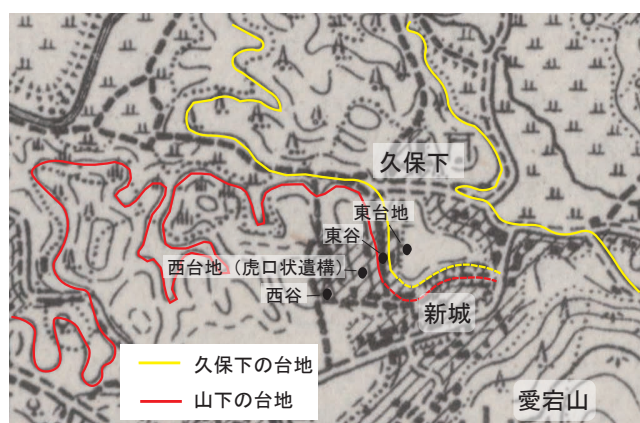 久保下
東台地
東谷
西台地（虎口状遺構）
西谷
新城
久保下の台地
山下の台地
愛宕山